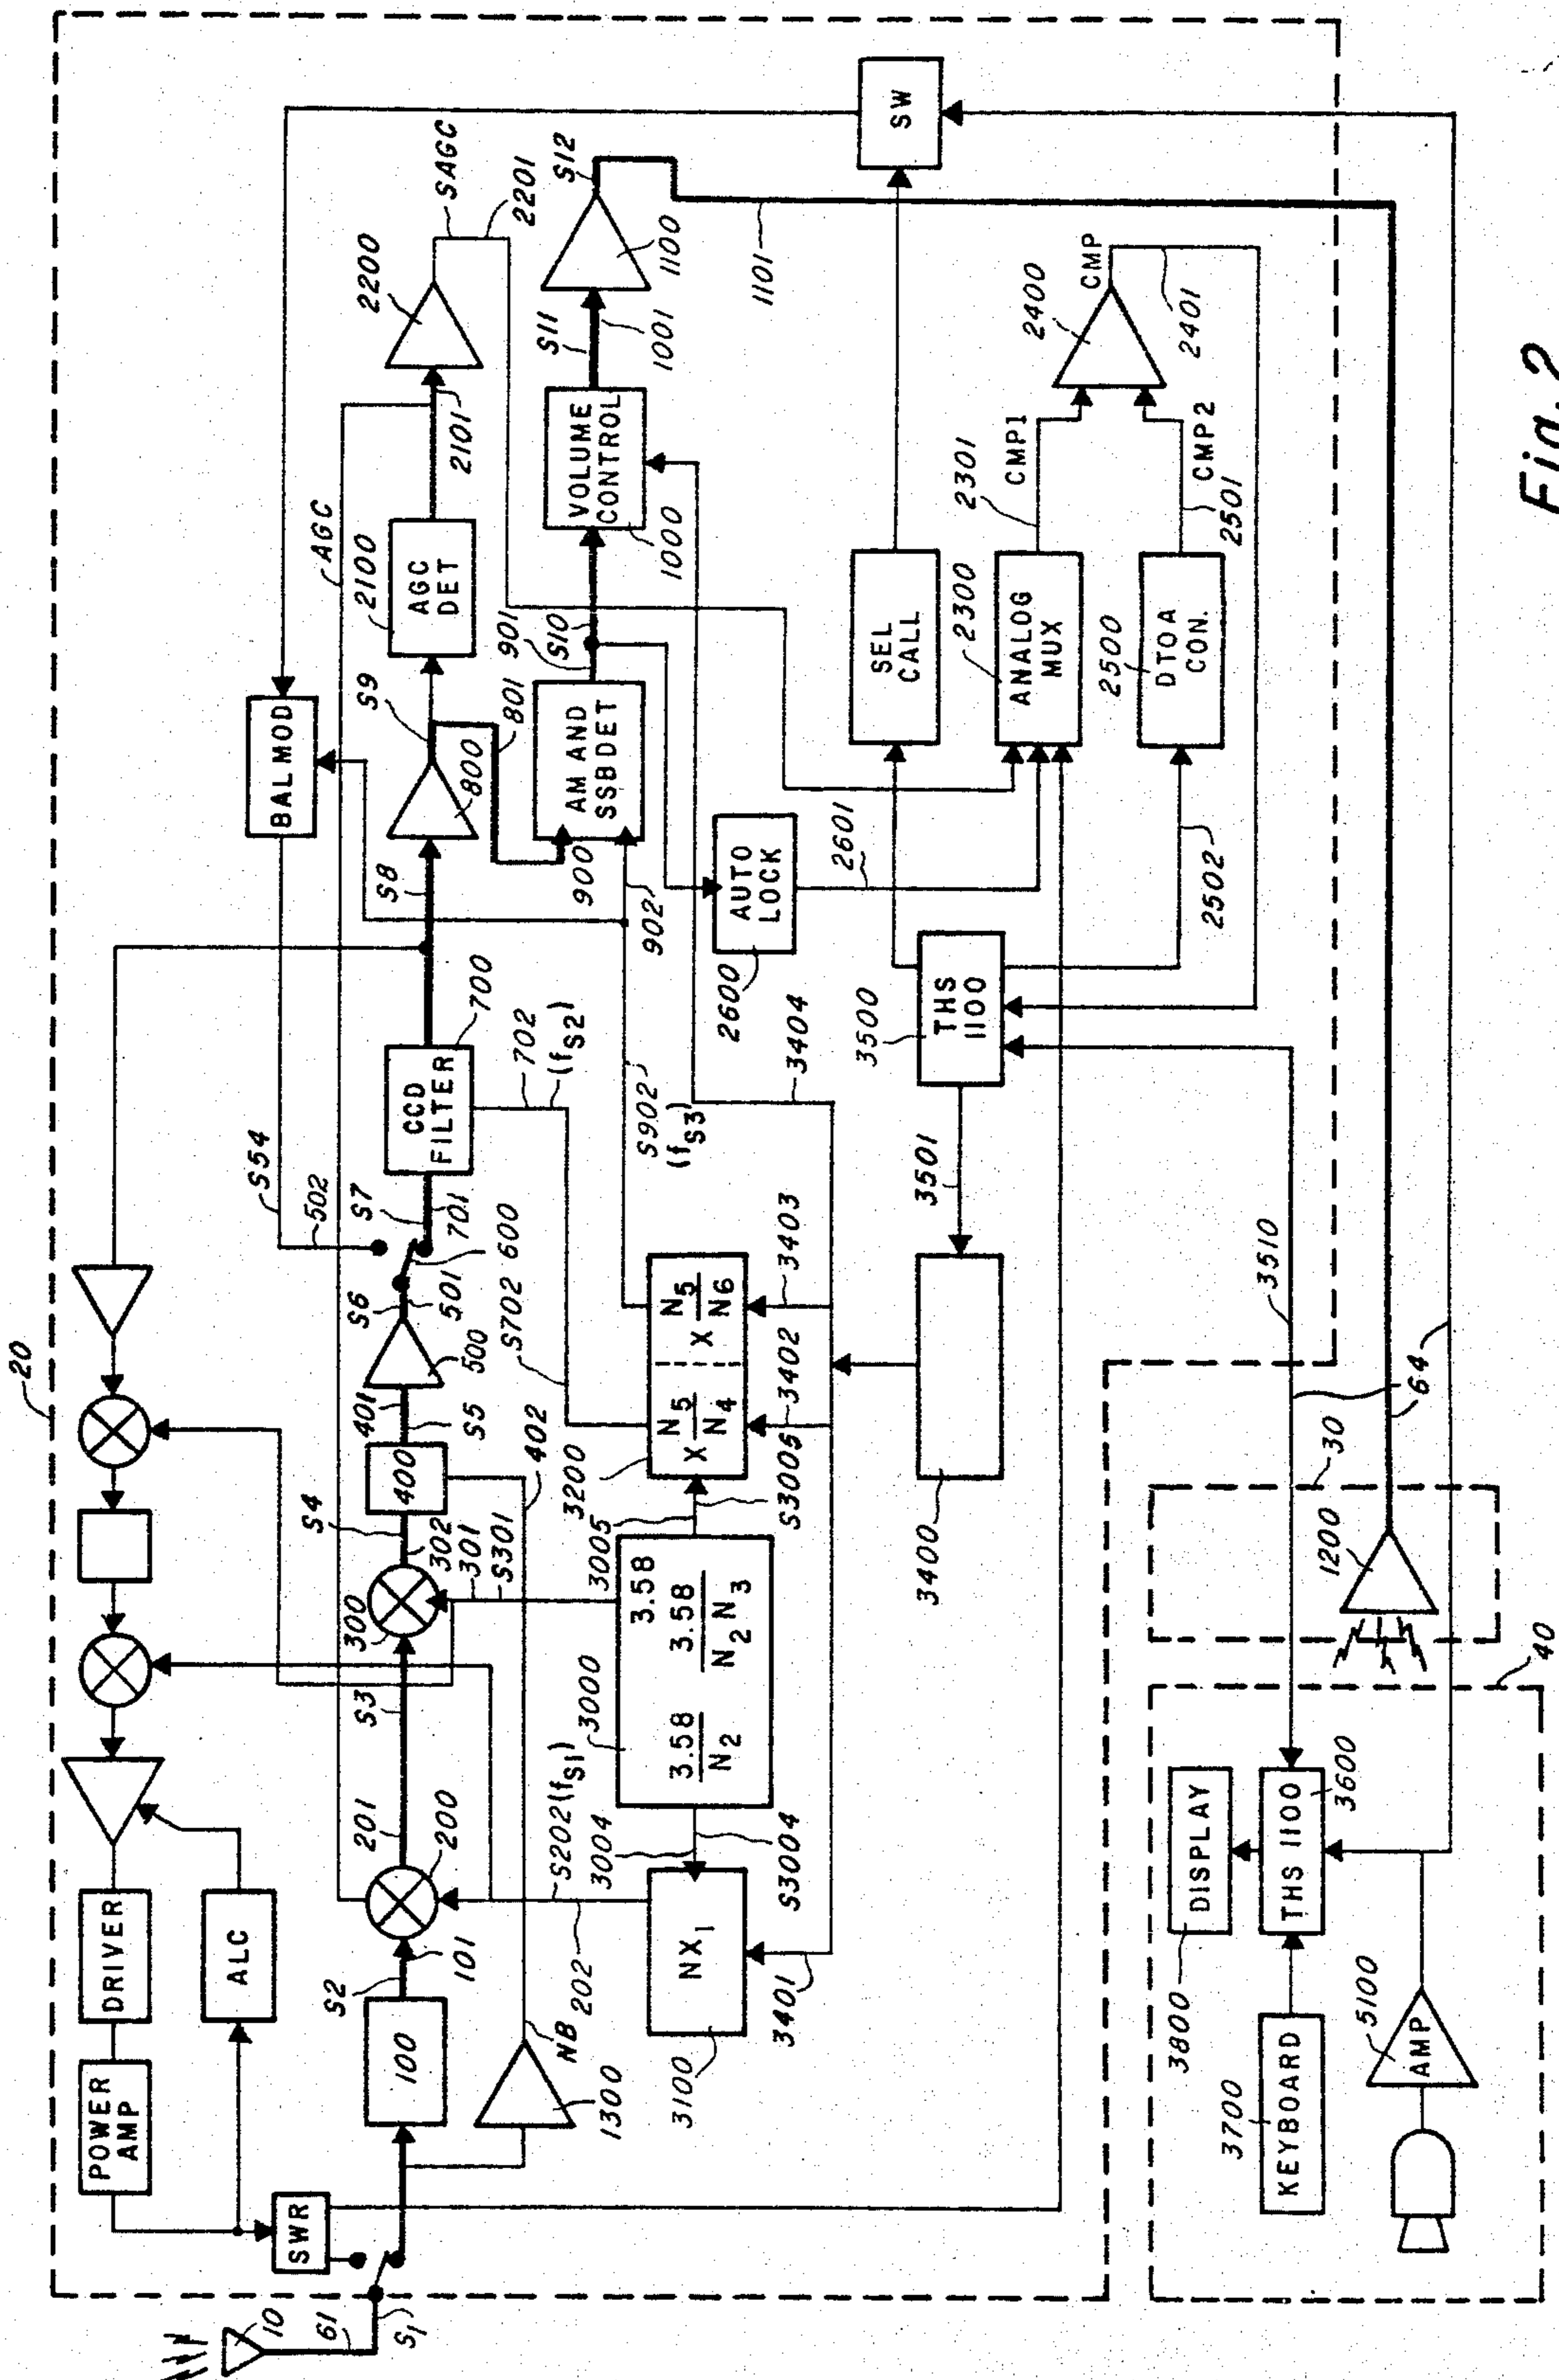 20
POWER AMP
DRIVER
ALC
SWR
10
61
S1
100
S2
101
200
201
S3
300
302
S4
400
401
S5
500
501
S6
600
S7
701
CCD FILTER
700
702
(fS2)
S8
800
S9
801
AGC DET
2100
2101
AGC
2200
SAGC
2201
BALMOD
S54
502
1300
NB
402
301
S301
S702
202
S202(fS1)
3004
S3004
3100
NX1
3401
3000
3.58
3.58
N2
3.58
N2 N3
3005
S3005
3200
X N5
N4
X N5
N6
3402
3403
3404
S902
(fS3)
902
900
AM AND SSBDET
901
S10
VOLUME CONTROL
1000
S11
1001
1100
S12
1101
AUTO LOCK
2600
2601
SEL CALL
SW
ANALOG MUX
2300
2301
CMP1
DTOA CON.
2500
2501
CMP2
2502
2400
CMP
2401
THS 1100
3500
3501
3400
3510
64
30
1200
40
DISPLAY
3800
THS 1100
3600
KEYBOARD
3700
AMP
5100
Fig. 2